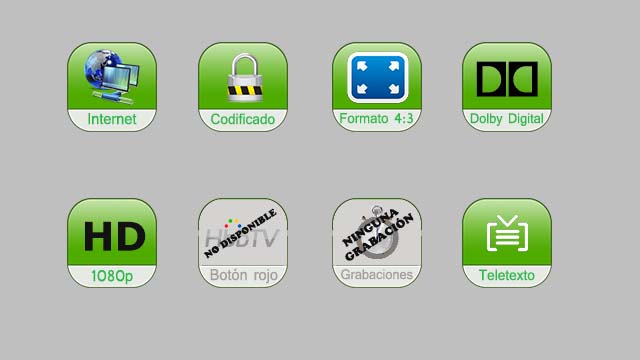 Internet
Codificado
Formato 4:3
Dolby Digital
HD
1080p
HbbTV
NO DISPONIBLE
Botón rojo
NINGUNA
GRABACIÓN
Grabaciones
Teletexto